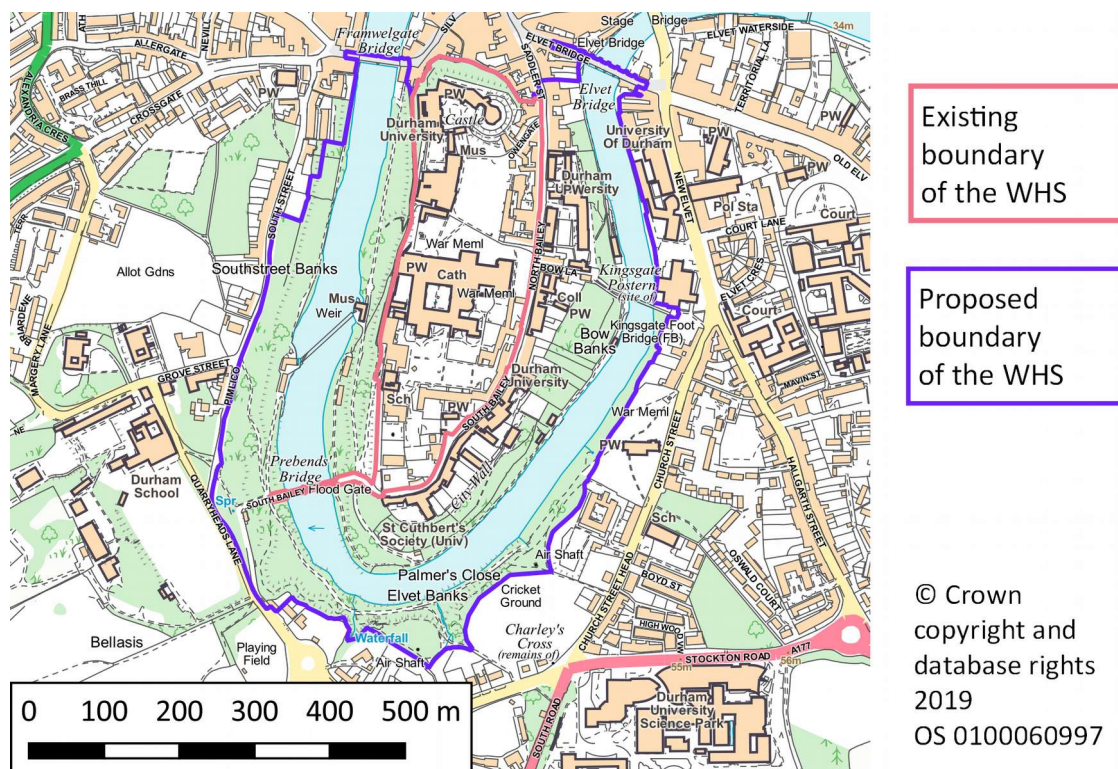 Framwelgate
Bridge
Stage Bridge
Elvet Bridge
ELVET BRIDGE
ELVET WATERSIDE
34m
NEVILL
ALLERGATE
SILV
SADDLER ST
TERRITORIAL LA
BRASS THILL
CROSSGATE
PW
ALEXANDRIA CRES
PW
Castle
Durham
University
Mus
OWENGATE
Elvet
Bridge
University
Of Durham
PW
PW
OLD ELV
Durham
NEW ELVET
Pol Sta
Court
COURT LANE
SOUTH STREET
Allot Gdns
Southstreet Banks
War Meml
PW
Cath
War Meml
NORTH BAILEY
BOW LA
Coll
PW
Kingsgate
Postern
(site of)
Kingsgate Foot
Bridge (FB)
ELVET CRES
Court
Mus
Weir
Bow
Banks
MARGERY LANE
GROVE STREET
PIMLICO
Sch
PW
SOUTH BAILEY
Durham
University
War Meml
PW
MAVIN ST
CHURCH STREET
HALLGARTH STREET
Durham
School
QUARRYHEADS LANE
Prebends'
Bridge
Spr
SOUTH BAILEY
Flood Gate
City Wall
St Cuthbert's
Society (Univ)
Sch
Air Shaft
Palmer's Close
Elvet Banks
Cricket
Ground
BOYD ST
OSWALD COURT
CHURCH STREET HEAD
Bellasis
Playing
Field
Waterfall
Air Shaft
Charley's
Cross
(remains of)
STOCKTON ROAD
A177
55m
56m
SOUTH ROAD
Durham
University
Science Park
0 100 200 300 400 500 m
Existing
boundary
of the WHS
Proposed
boundary
of the WHS
© Crown
copyright and
database rights
2019
OS 0100060997